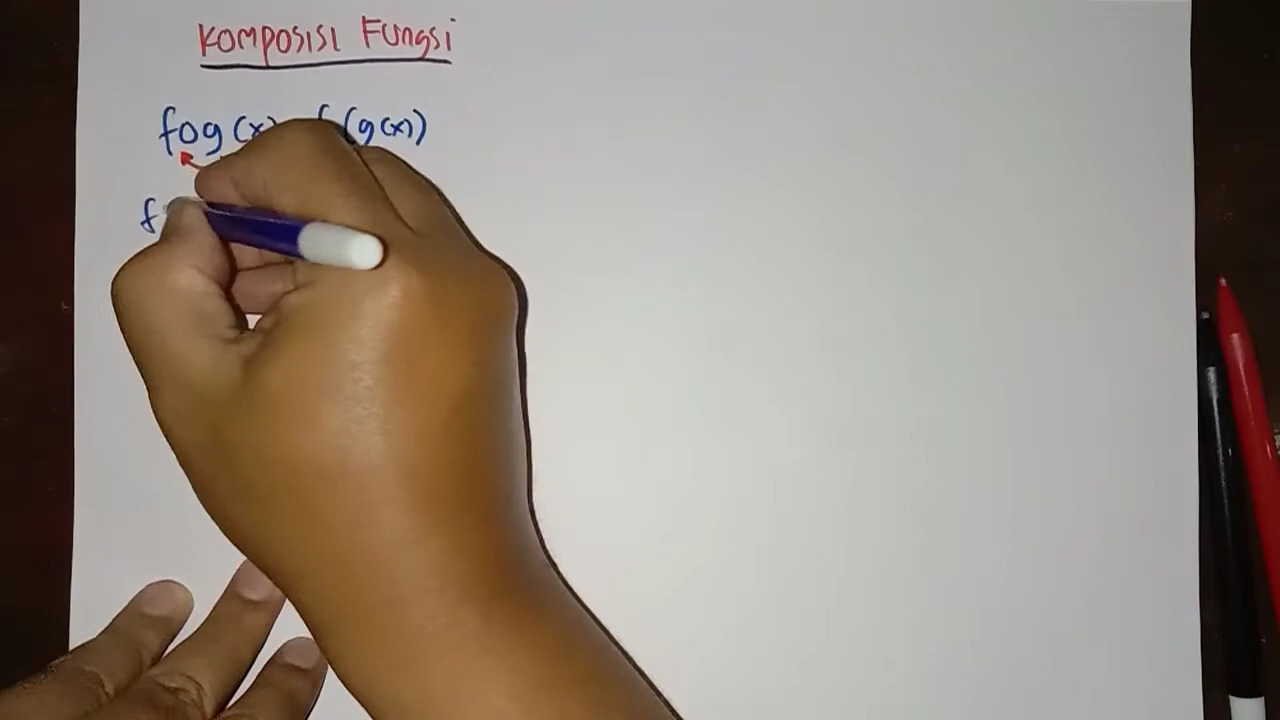 Komposisi Fungsi
fog (x) f (g(x))
f